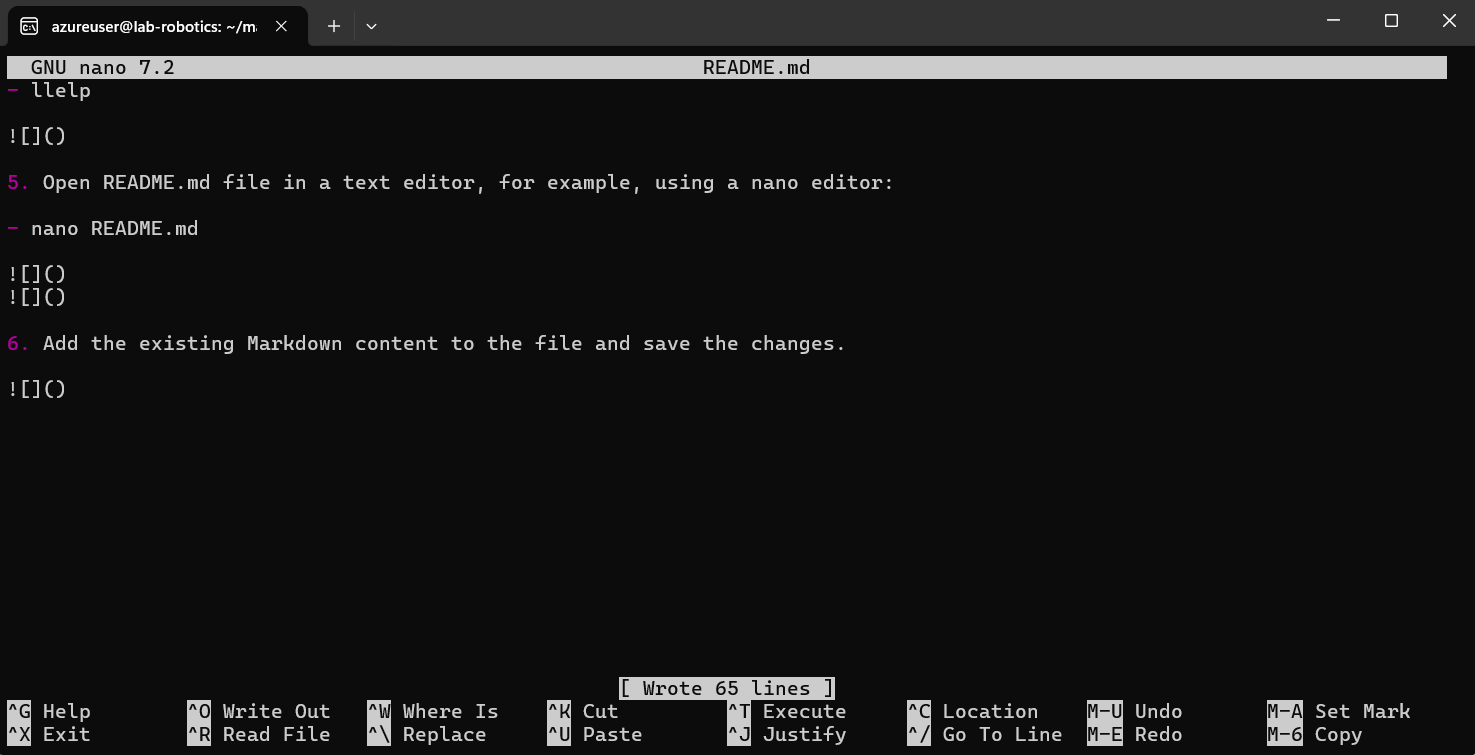 azureuser@lab-robotics: ~/m
GNU nano 7.2 README.md
- llelp
![]()
5. Open README.md file in a text editor, for example, using a nano editor:
- nano README.md
![]()
![]()
6. Add the existing Markdown content to the file and save the changes.
![]()
[ Wrote 65 lines ]
^G Help ^O Write Out ^W Where Is ^K Cut ^T Execute ^C Location M-U Undo M-A Set Mark
^X Exit ^R Read File ^\ Replace ^U Paste ^J Justify ^/ Go To Line M-E Redo M-6 Copy